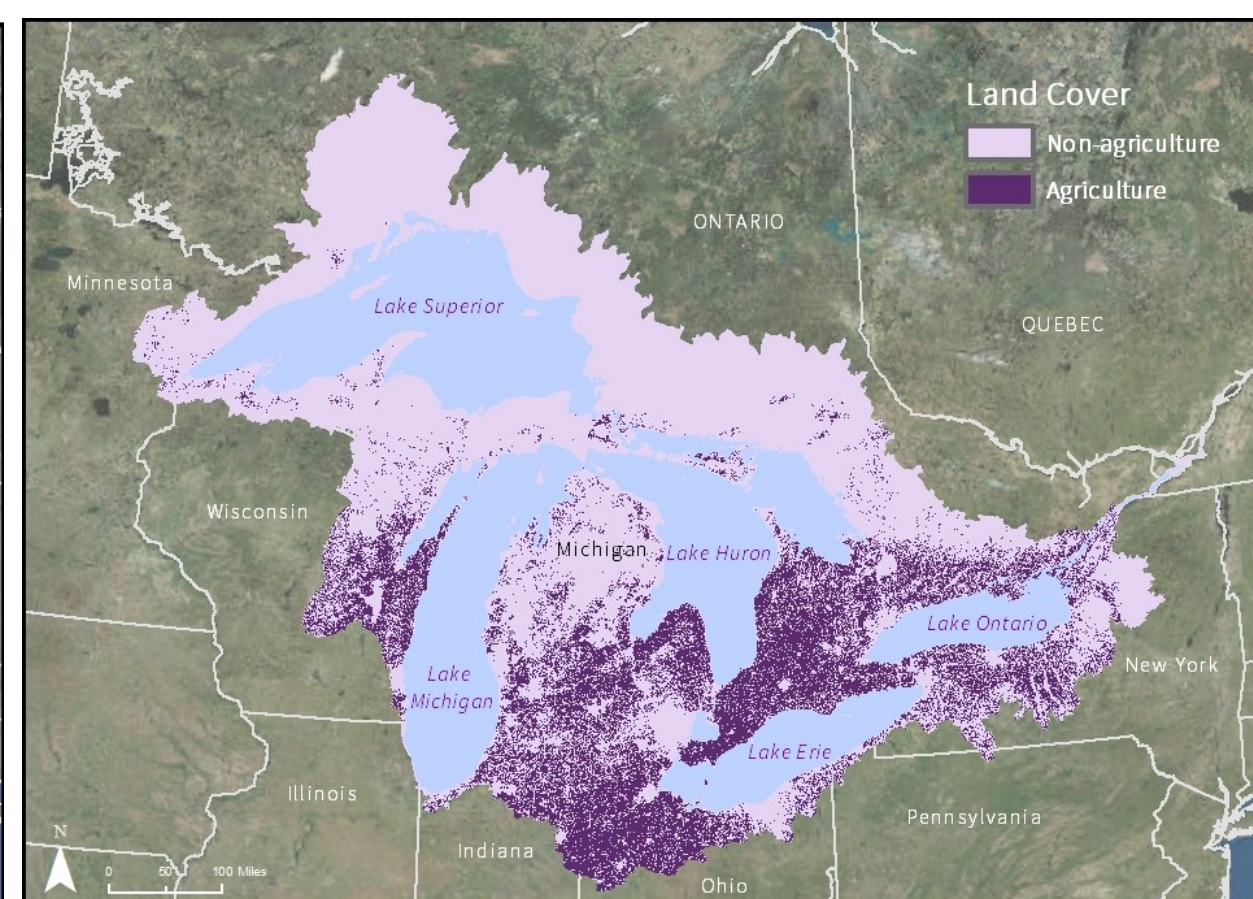 Land Cover
Non-agriculture
Agriculture
ONTARIO
Minnesota
QUEBEC
Lake Superior
Wisconsin
Michigan
Lake Huron
Lake Ontario
New York
Lake
Michigan
Lake Erie
Illinois
Pennsylvania
Indiana
Ohio
N
0 50 100 Miles